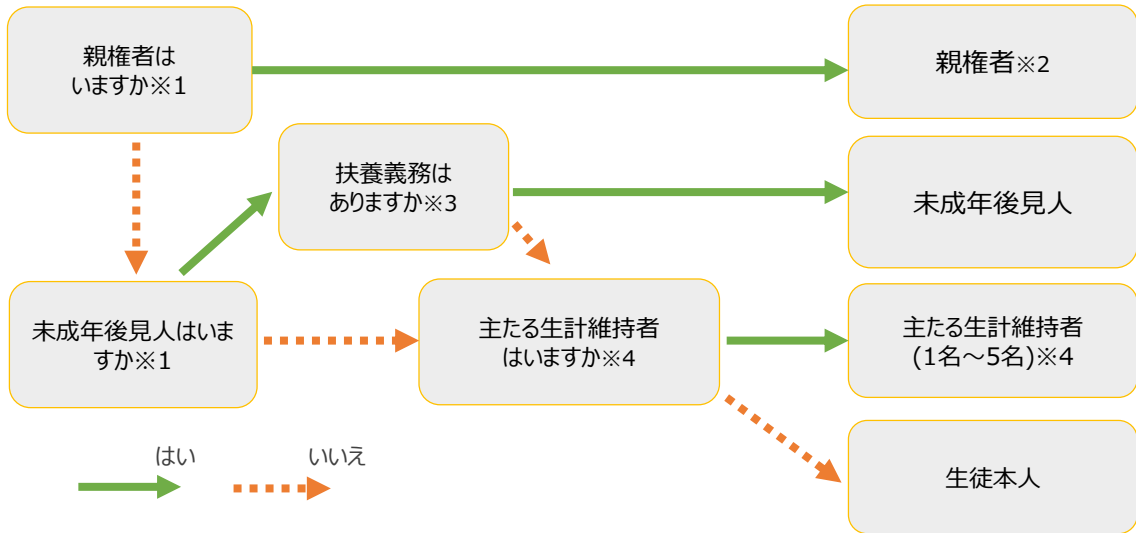 親権者は
いますか※1
親権者※2
扶養義務は
ありますか※3
未成年後見人
未成年後見人はいま
すか※1
主たる生計維持者
はいますか※4
主たる生計維持者
(1名～5名)※4
はい
いいえ
生徒本人